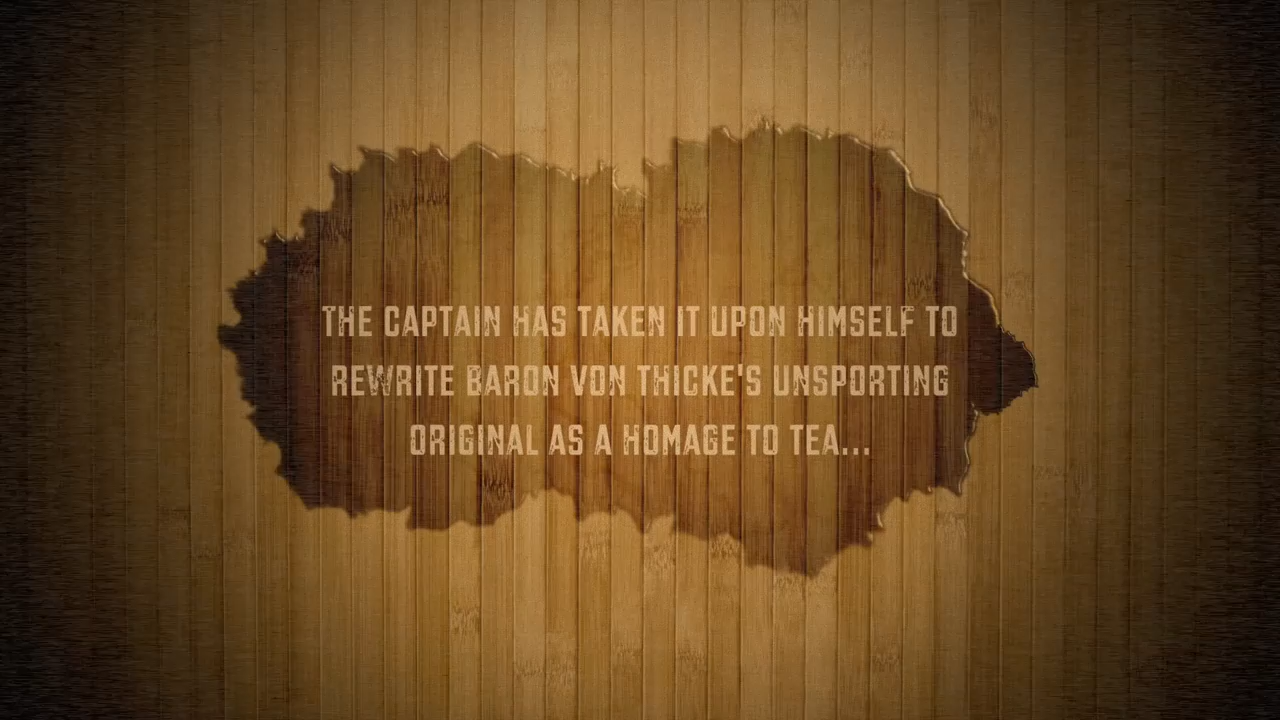 THE CAPTAIN HAS TAKEN IT UPON HIMSELF TO
REWRITE BARON VON THICKE'S UNSPORTING
ORIGINAL AS A HOMAGE TO TEA...